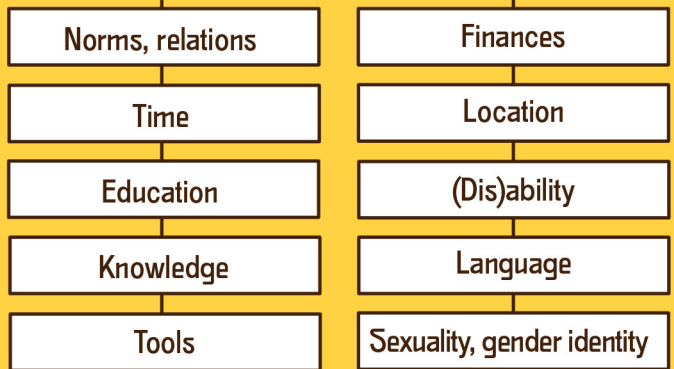 Norms, relations
Time
Education
Knowledge
Tools
Finances
Location
(Dis)ability
Language
Sexuality, gender identity